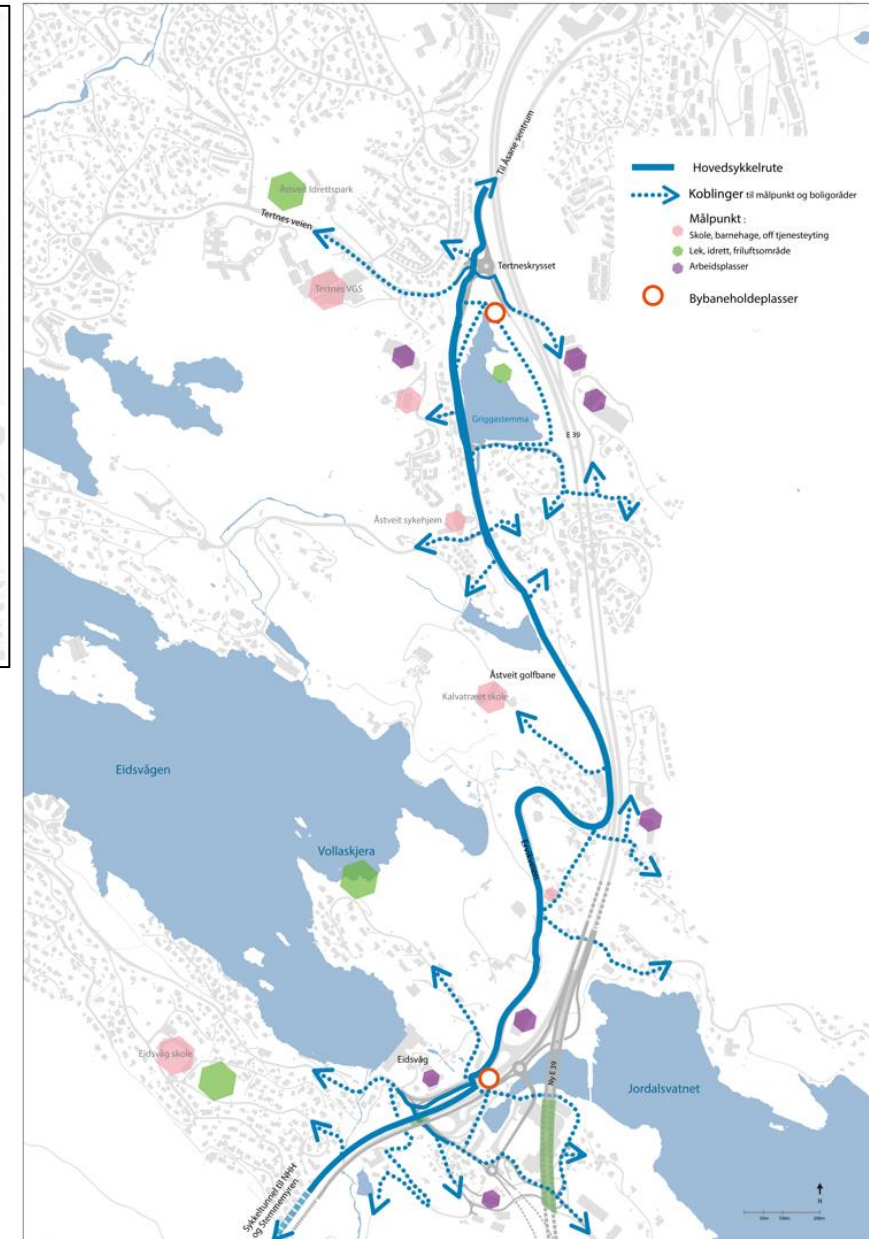 Til Åsane sentrum
Hovedsykkelrute
Koblinger til målpunkt og boligoråder
Målpunkt :
Skole, barnehage, off tjenesteyting
Lek, idrett, friluftsområde
Arbeidsplasser
Bybaneholdeplasser
Åstveit Idrettspark
Tertnes veien
Tertneskrysset
Tertnes VGS
Griggastemma
E 39
Åstveit sykehjem
Åstveit golfbane
Kalvatræet skole
Eidsvågen
Vollaskjera
Ervikveien
Eidsvåg skole
Eidsvåg
Ny E 39
Jordalsvatnet
Sykkeltunnel til NHH
og Stemmemyren
N